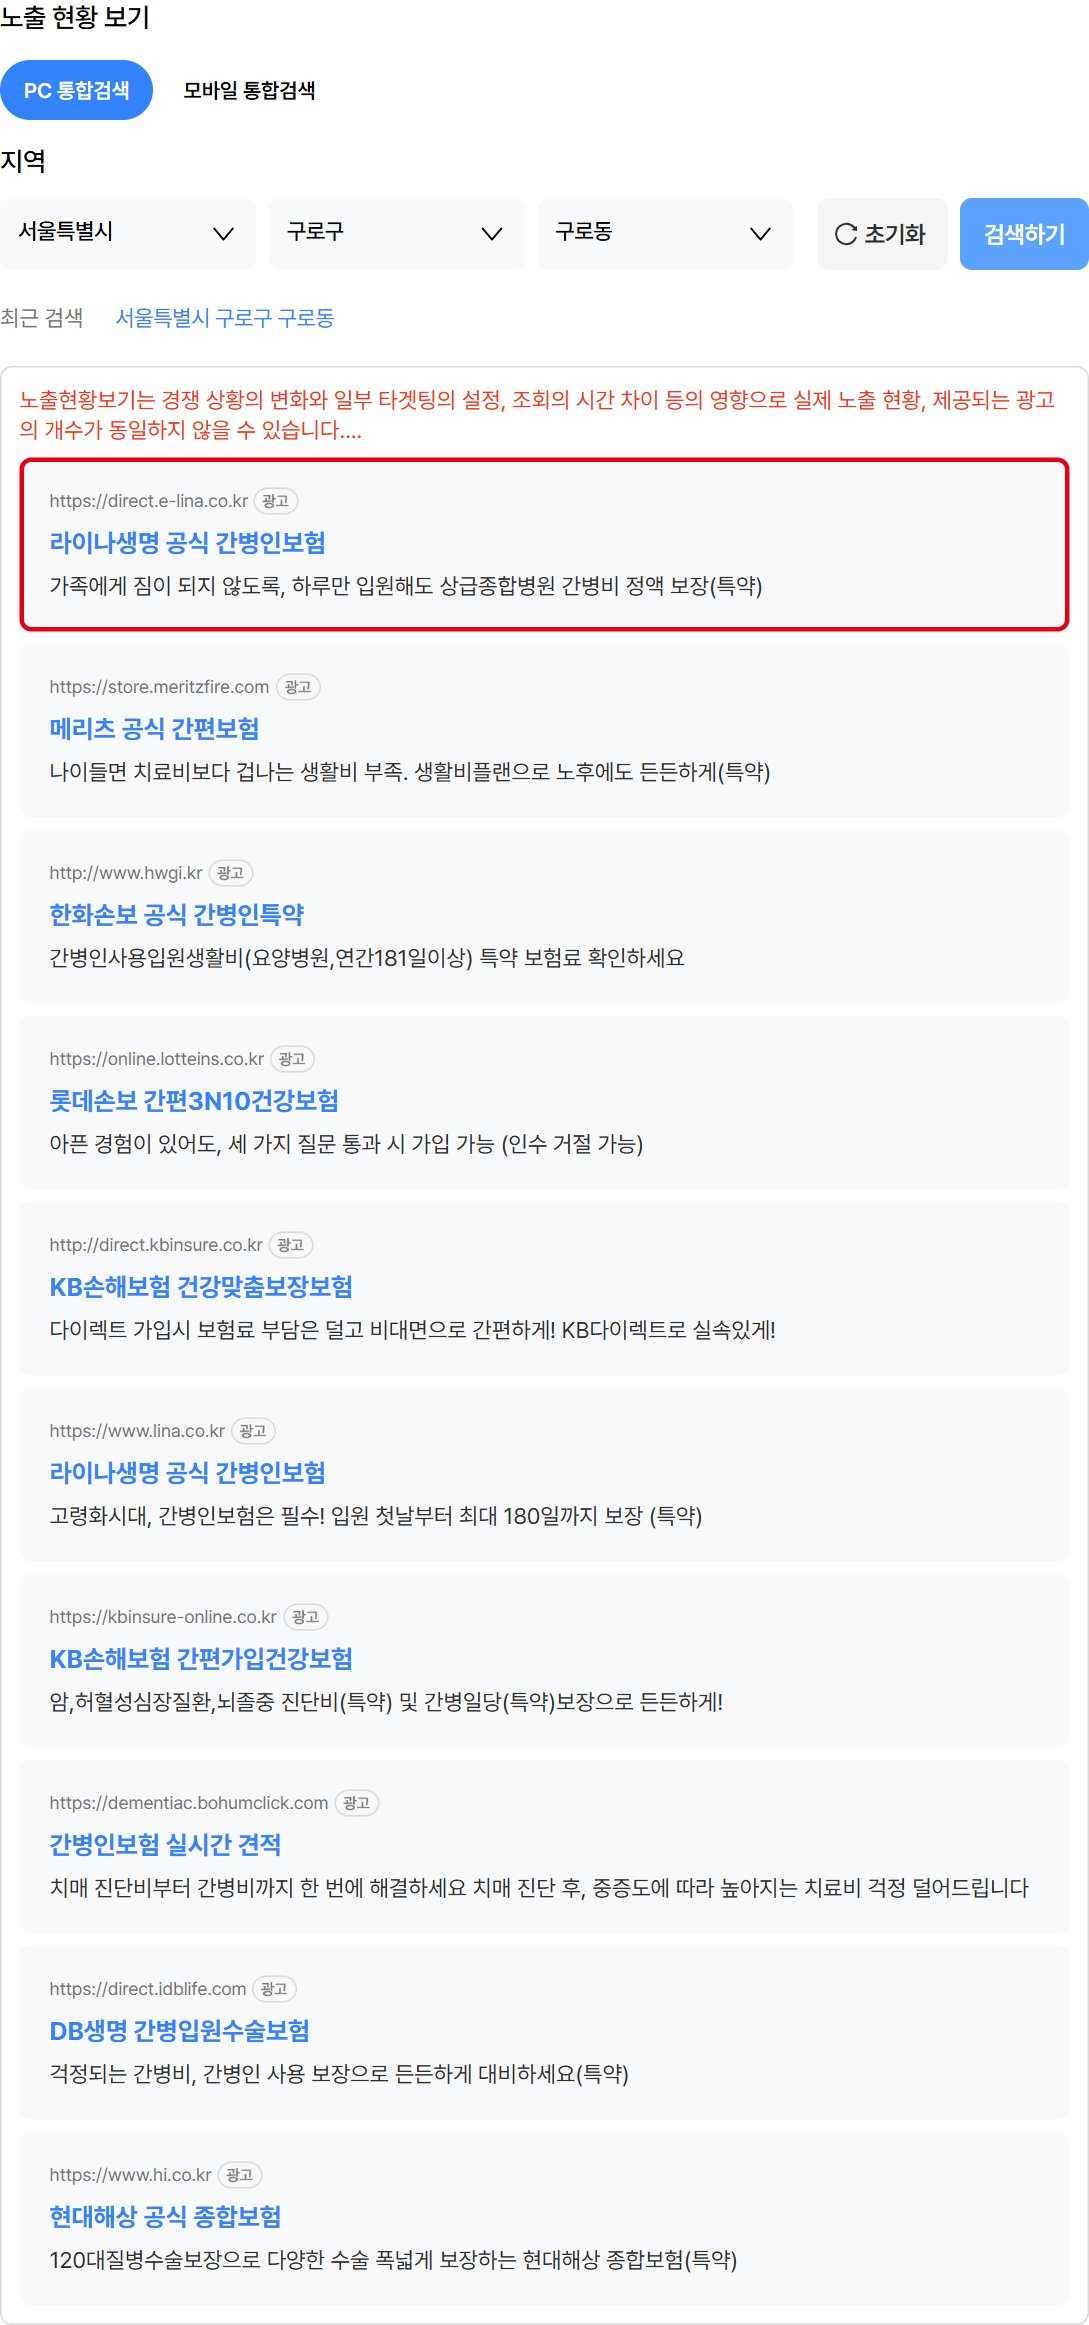 노출 현황 보기
PC 통합검색
모바일 통합검색
지역
서울특별시
구로구
구로동
초기화
검색하기
최근 검색
서울특별시 구로구 구로동
노출현황보기는 경쟁 상황의 변화와 일부 타겟팅의 설정, 조회의 시간 차이 등의 영향으로 실제 노출 현황, 제공되는 광고
의 개수가 동일하지 않을 수 있습니다....
https://direct.e-lina.co.kr 광고
라이나생명 공식 간병인보험
가족에게 짐이 되지 않도록, 하루만 입원해도 상급종합병원 간병비 정액 보장(특약)
https://store.meritzfire.com 광고
메리츠 공식 간편보험
나이들면 치료비보다 겁나는 생활비 부족. 생활비플랜으로 노후에도 든든하게(특약)
http://www.hwgi.kr 광고
한화손보 공식 간병인특약
간병인사용입원생활비(요양병원,연간181일이상) 특약 보험료 확인하세요
https://online.lotteins.co.kr 광고
롯데손보 간편3N10건강보험
아픈 경험이 있어도, 세 가지 질문 통과 시 가입 가능 (인수 거절 가능)
http://direct.kbinsure.co.kr 광고
KB손해보험 건강맞춤보장보험
다이렉트 가입시 보험료 부담은 덜고 비대면으로 간편하게! KB다이렉트로 실속있게!
https://www.lina.co.kr 광고
라이나생명 공식 간병인보험
고령화시대, 간병인보험은 필수! 입원 첫날부터 최대 180일까지 보장 (특약)
https://kbinsure-online.co.kr 광고
KB손해보험 간편가입건강보험
암,허혈성심장질환,뇌졸중 진단비(특약) 및 간병일당(특약)보장으로 든든하게!
https://dementiac.bohumclick.com 광고
간병인보험 실시간 견적
치매 진단비부터 간병비까지 한 번에 해결하세요 치매 진단 후, 중증도에 따라 높아지는 치료비 걱정 덜어드립니다
https://direct.idblife.com 광고
DB생명 간병입원수술보험
걱정되는 간병비, 간병인 사용 보장으로 든든하게 대비하세요(특약)
https://www.hi.co.kr 광고
현대해상 공식 종합보험
120대질병수술보장으로 다양한 수술 폭넓게 보장하는 현대해상 종합보험(특약)